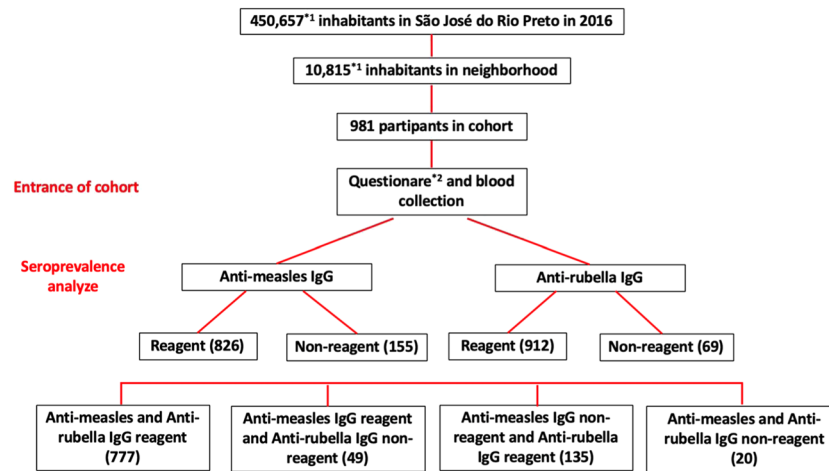 450,657*1 inhabitants in São José do Rio Preto in 2016
10,815*1 inhabitants in neighborhood
981 partipants in cohort
Entrance of cohort
Questionare*2 and blood
collection
Seroprevalence
analyze
Anti-measles IgG
Anti-rubella IgG
Reagent (826)
Non-reagent (155)
Reagent (912)
Non-reagent (69)
Anti-measles and Anti-
rubella IgG reagent
(777)
Anti-measles IgG reagent
and Anti-rubella IgG non-
reagent (49)
Anti-measles IgG non-
reagent and Anti-rubella
IgG reagent (135)
Anti-measles and Anti-
rubella IgG non-reagent
(20)